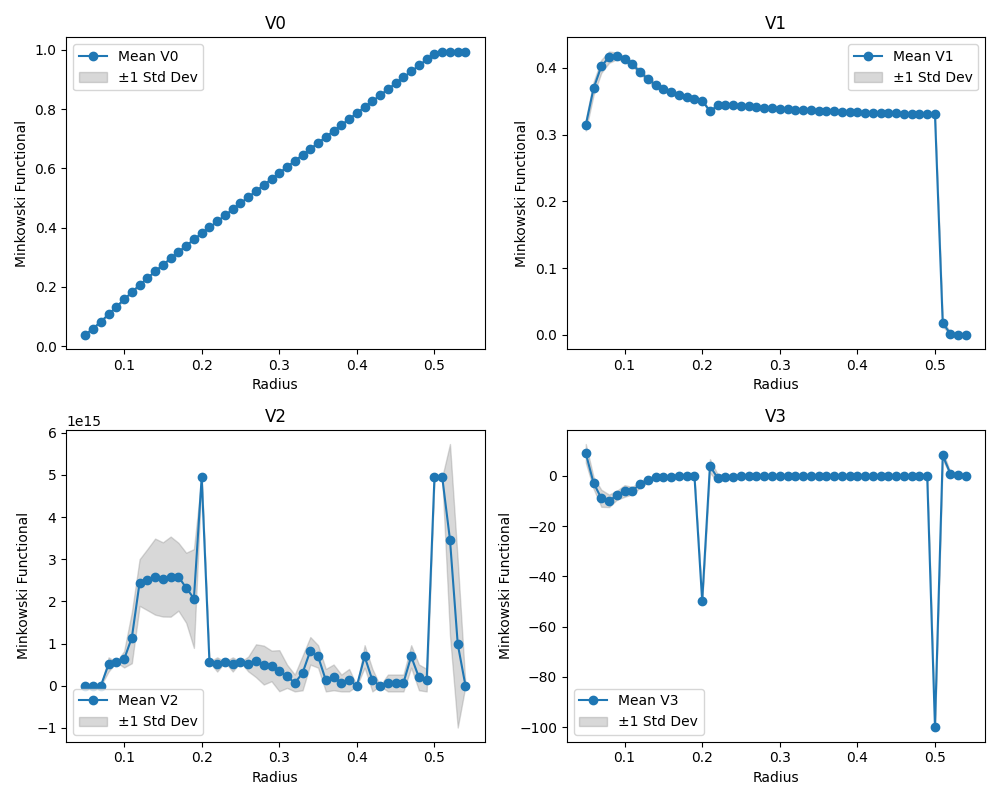 V0
Minkowski Functional
1.0
0.8
0.6
0.4
0.2
0.0
Mean V0
±1 Std Dev
0.1 0.2 0.3 0.4 0.5
Radius
V1
Minkowski Functional
0.4
0.3
0.2
0.1
0.0
Mean V1
±1 Std Dev
0.1 0.2 0.3 0.4 0.5
Radius
V2
1e15
Minkowski Functional
6
5
4
3
2
1
0
−1
Mean V2
±1 Std Dev
0.1 0.2 0.3 0.4 0.5
Radius
V3
Minkowski Functional
0
−20
−40
−60
−80
−100
Mean V3
±1 Std Dev
0.1 0.2 0.3 0.4 0.5
Radius